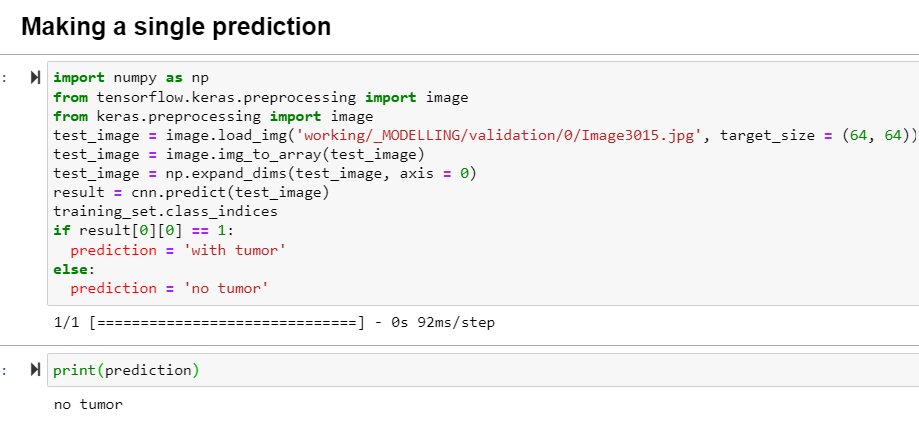 Making a single prediction
:
import numpy as np
from tensorflow.keras.preprocessing import image
from keras.preprocessing import image
test_image = image.load_img('working/_MODELLING/validation/0/Image3015.jpg', target_size = (64, 64))
test_image = image.img_to_array(test_image)
test_image = np.expand_dims(test_image, axis = 0)
result = cnn.predict(test_image)
training_set.class_indices
if result[0][0] == 1:
  prediction = 'with tumor'
else:
  prediction = 'no tumor'
1/1 [==============================] - 0s 92ms/step
:
print(prediction)
no tumor